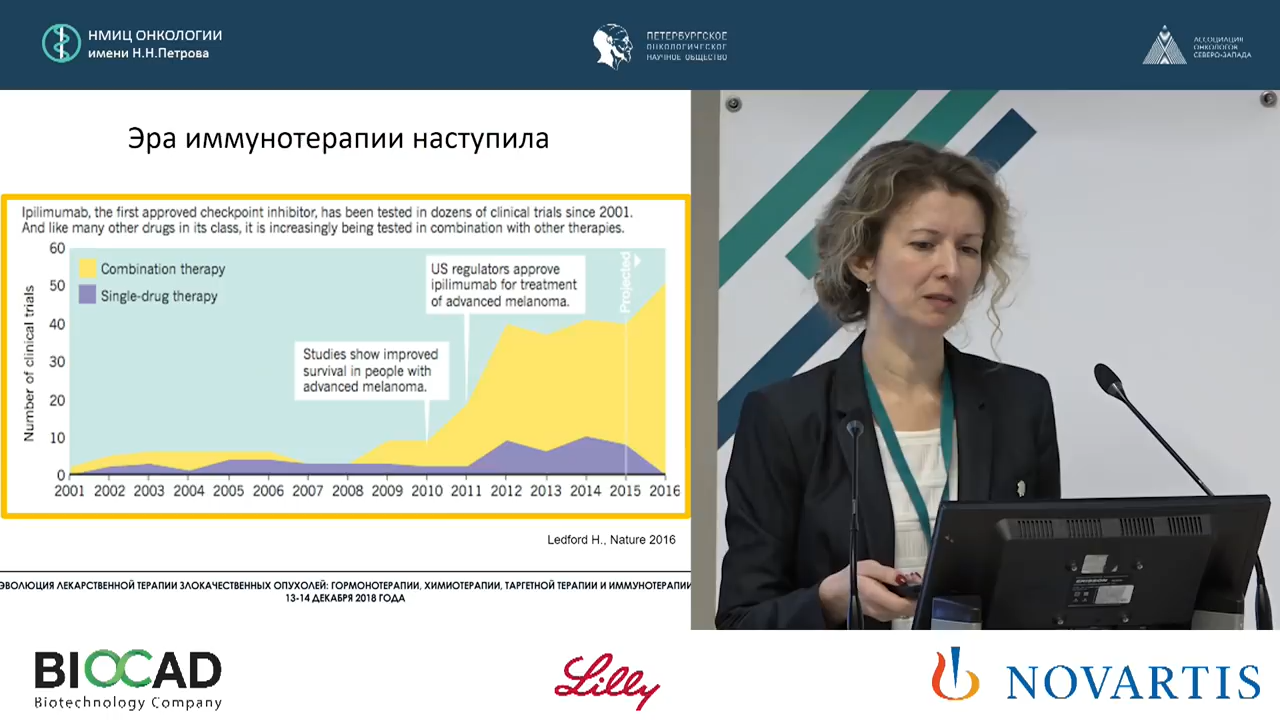 НМИЦ ОНКОЛОГИИ
имени Н.Н.Петрова
ПЕТЕРБУРГСКОЕ
ОНКОЛОГИЧЕСКОЕ
НАУЧНОЕ ОБЩЕСТВО
АССОЦИАЦИЯ
ОНКОЛОГОВ
СЕВЕРО-ЗАПАДА
Эра иммунотерапии наступила
Ipilimumab, the first approved checkpoint inhibitor, has been tested in dozens of clinical trials since 2001.
And like many other drugs in its class, it is increasingly being tested in combination with other therapies.
60
50
40
30
20
10
0
Number of clinical trials
Combination therapy
Single-drug therapy
Studies show improved
survival in people with
advanced melanoma.
US regulators approve
ipilimumab for treatment
of advanced melanoma.
Projected
2001 2002 2003 2004 2005 2006 2007 2008 2009 2010 2011 2012 2013 2014 2015 2016
Ledford H., Nature 2016
ЭВОЛЮЦИЯ ЛЕКАРСТВЕННОЙ ТЕРАПИИ ЗЛОКАЧЕСТВЕННЫХ ОПУХОЛЕЙ: ГОРМОНОТЕРАПИИ, ХИМИОТЕРАПИИ, ТАРГЕТНОЙ ТЕРАПИИ И ИММУНОТЕРАПИИ
13-14 ДЕКАБРЯ 2018 ГОДА
BIOCAD
Biotechnology Company
Lilly
NOVARTIS